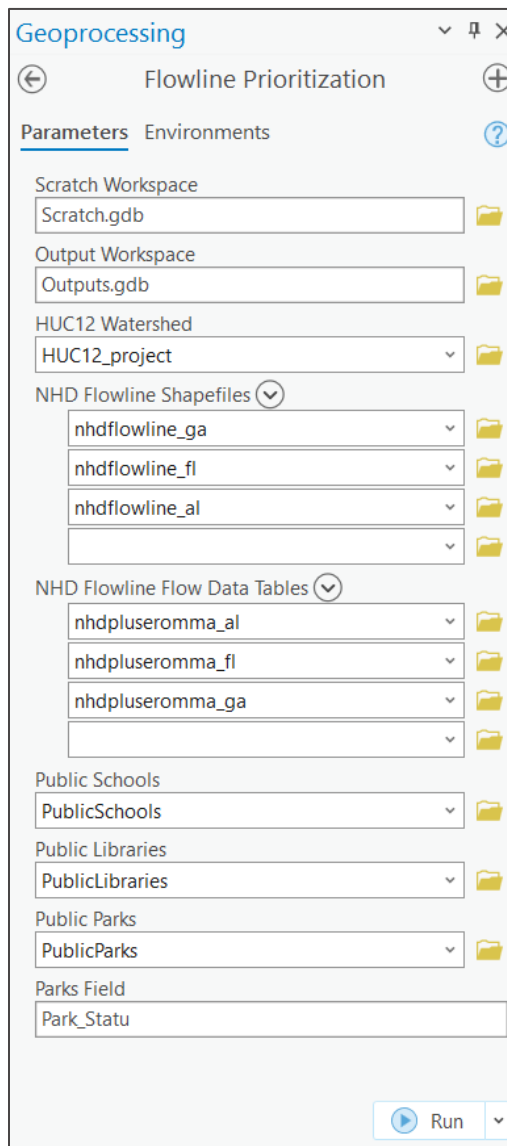 Geoprocessing
Flowline Prioritization
Parameters Environments
Scratch Workspace
Scratch.gdb
Output Workspace
Outputs.gdb
HUC12 Watershed
HUC12_project
NHD Flowline Shapefiles
nhdflowline_ga
nhdflowline_fl
nhdflowline_al
NHD Flowline Flow Data Tables
nhdpluseromma_al
nhdpluseromma_fl
nhdpluseromma_ga
Public Schools
PublicSchools
Public Libraries
PublicLibraries
Public Parks
PublicParks
Parks Field
Park_Statu
Run